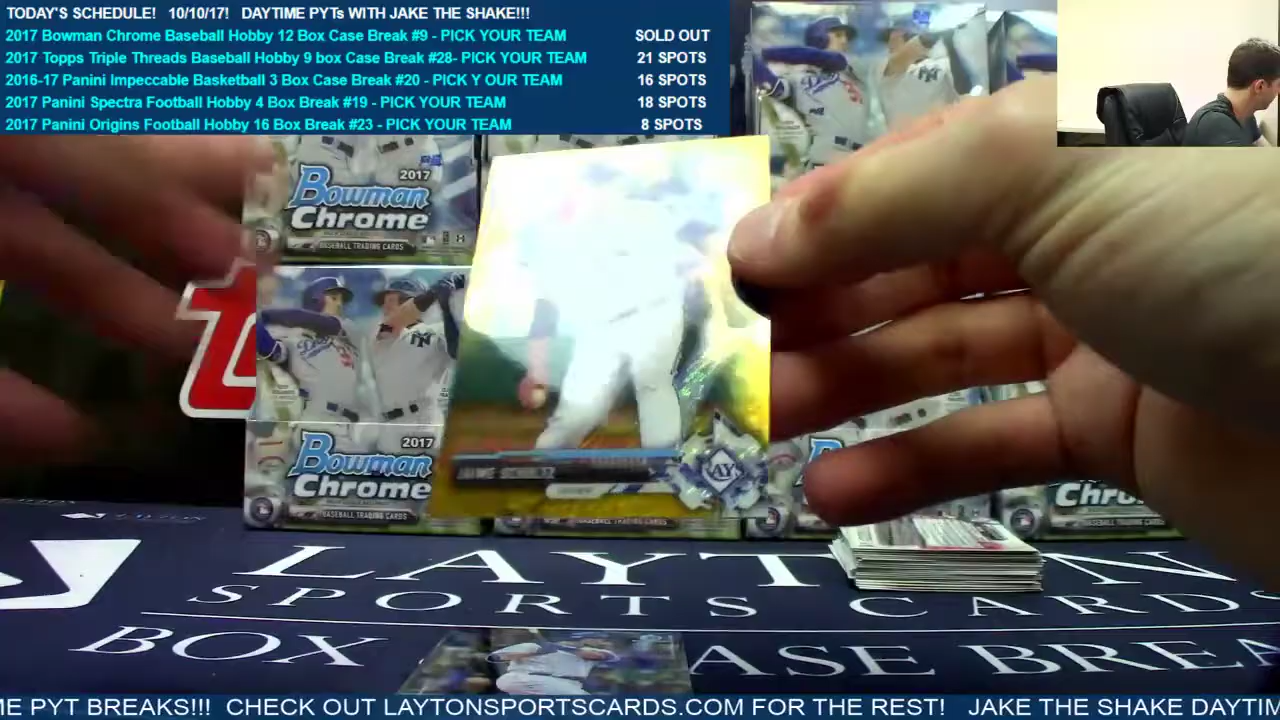 TODAY'S SCHEDULE! 10/10/17! DAYTIME PYTs WITH JAKE THE SHAKE!!!
2017 Bowman Chrome Baseball Hobby 12 Box Case Break #9 - PICK YOUR TEAM SOLD OUT
2017 Topps Triple Threads Baseball Hobby 9 box Case Break #28- PICK YOUR TEAM 21 SPOTS
2016-17 Panini Impeccable Basketball 3 Box Case Break #20 - PICK Y OUR TEAM 16 SPOTS
2017 Panini Spectra Football Hobby 4 Box Break #19 - PICK YOUR TEAM 18 SPOTS
2017 Panini Origins Football Hobby 16 Box Break #23 - PICK YOUR TEAM 8 SPOTS
2017
Bowman
Chrome
BASEBALL TRADING CARDS
2017
Bowman
Chrome
BASEBALL TRADING CARDS
JAIME SCHULTZ
RAY
Chro
LAYT N
SPORTS CARDS
BOX ASE BREA
ME PYT BREAKS!!! CHECK OUT LAYTONSPORTSCARDS.COM FOR THE REST! JAKE THE SHAKE DAYTIM